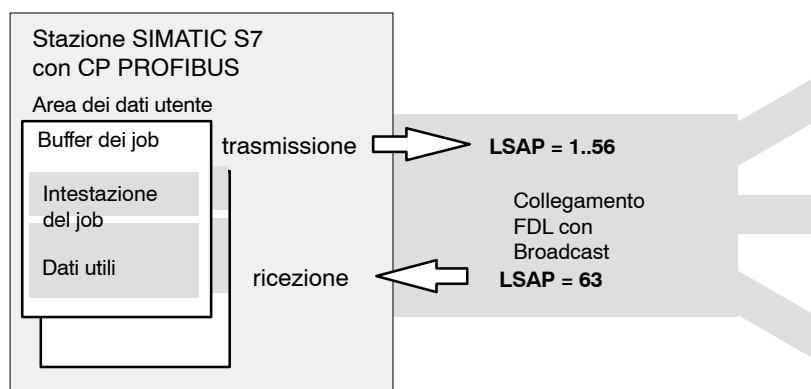 Stazione SIMATIC S7
con CP PROFIBUS
Area dei dati utente
Buffer dei job
trasmissione
LSAP = 1..56
Intestazione
del job
Collegamento
FDL con
Broadcast
Dati utili
ricezione
LSAP = 63